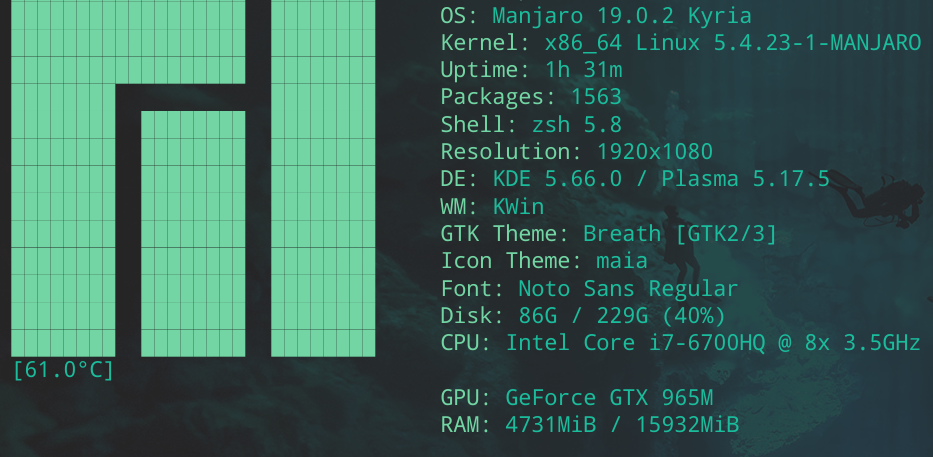 OS: Manjaro 19.0.2 Kyria
Kernel: x86_64 Linux 5.4.23-1-MANJARO
Uptime: 1h 31m
Packages: 1563
Shell: zsh 5.8
Resolution: 1920x1080
DE: KDE 5.66.0 / Plasma 5.17.5
WM: KWin
GTK Theme: Breath [GTK2/3]
Icon Theme: maia
Font: Noto Sans Regular
Disk: 86G / 229G (40%)
CPU: Intel Core i7-6700HQ @ 8x 3.5GHz
[61.0°C]
GPU: GeForce GTX 965M
RAM: 4731MiB / 15932MiB